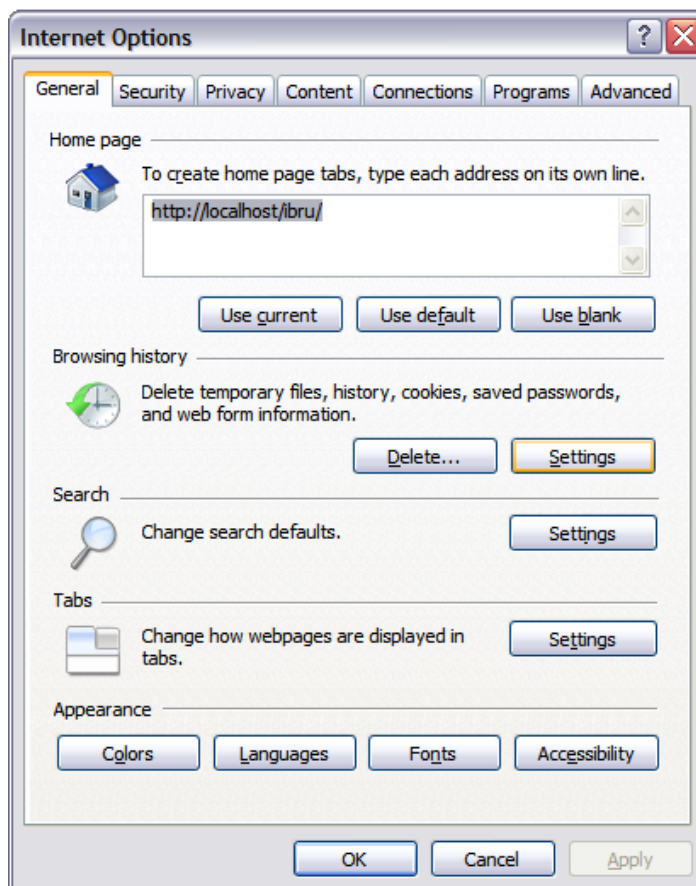 Internet Options
?
General Security Privacy Content Connections Programs Advanced
Home page
To create home page tabs, type each address on its own line.
http://localhost/ibru/
Use current Use default Use blank
Browsing history
Delete temporary files, history, cookies, saved passwords,
and web form information.
Delete... Settings
Search
Change search defaults.
Settings
Tabs
Change how webpages are displayed in
tabs.
Settings
Appearance
Colors Languages Fonts Accessibility
OK Cancel Apply